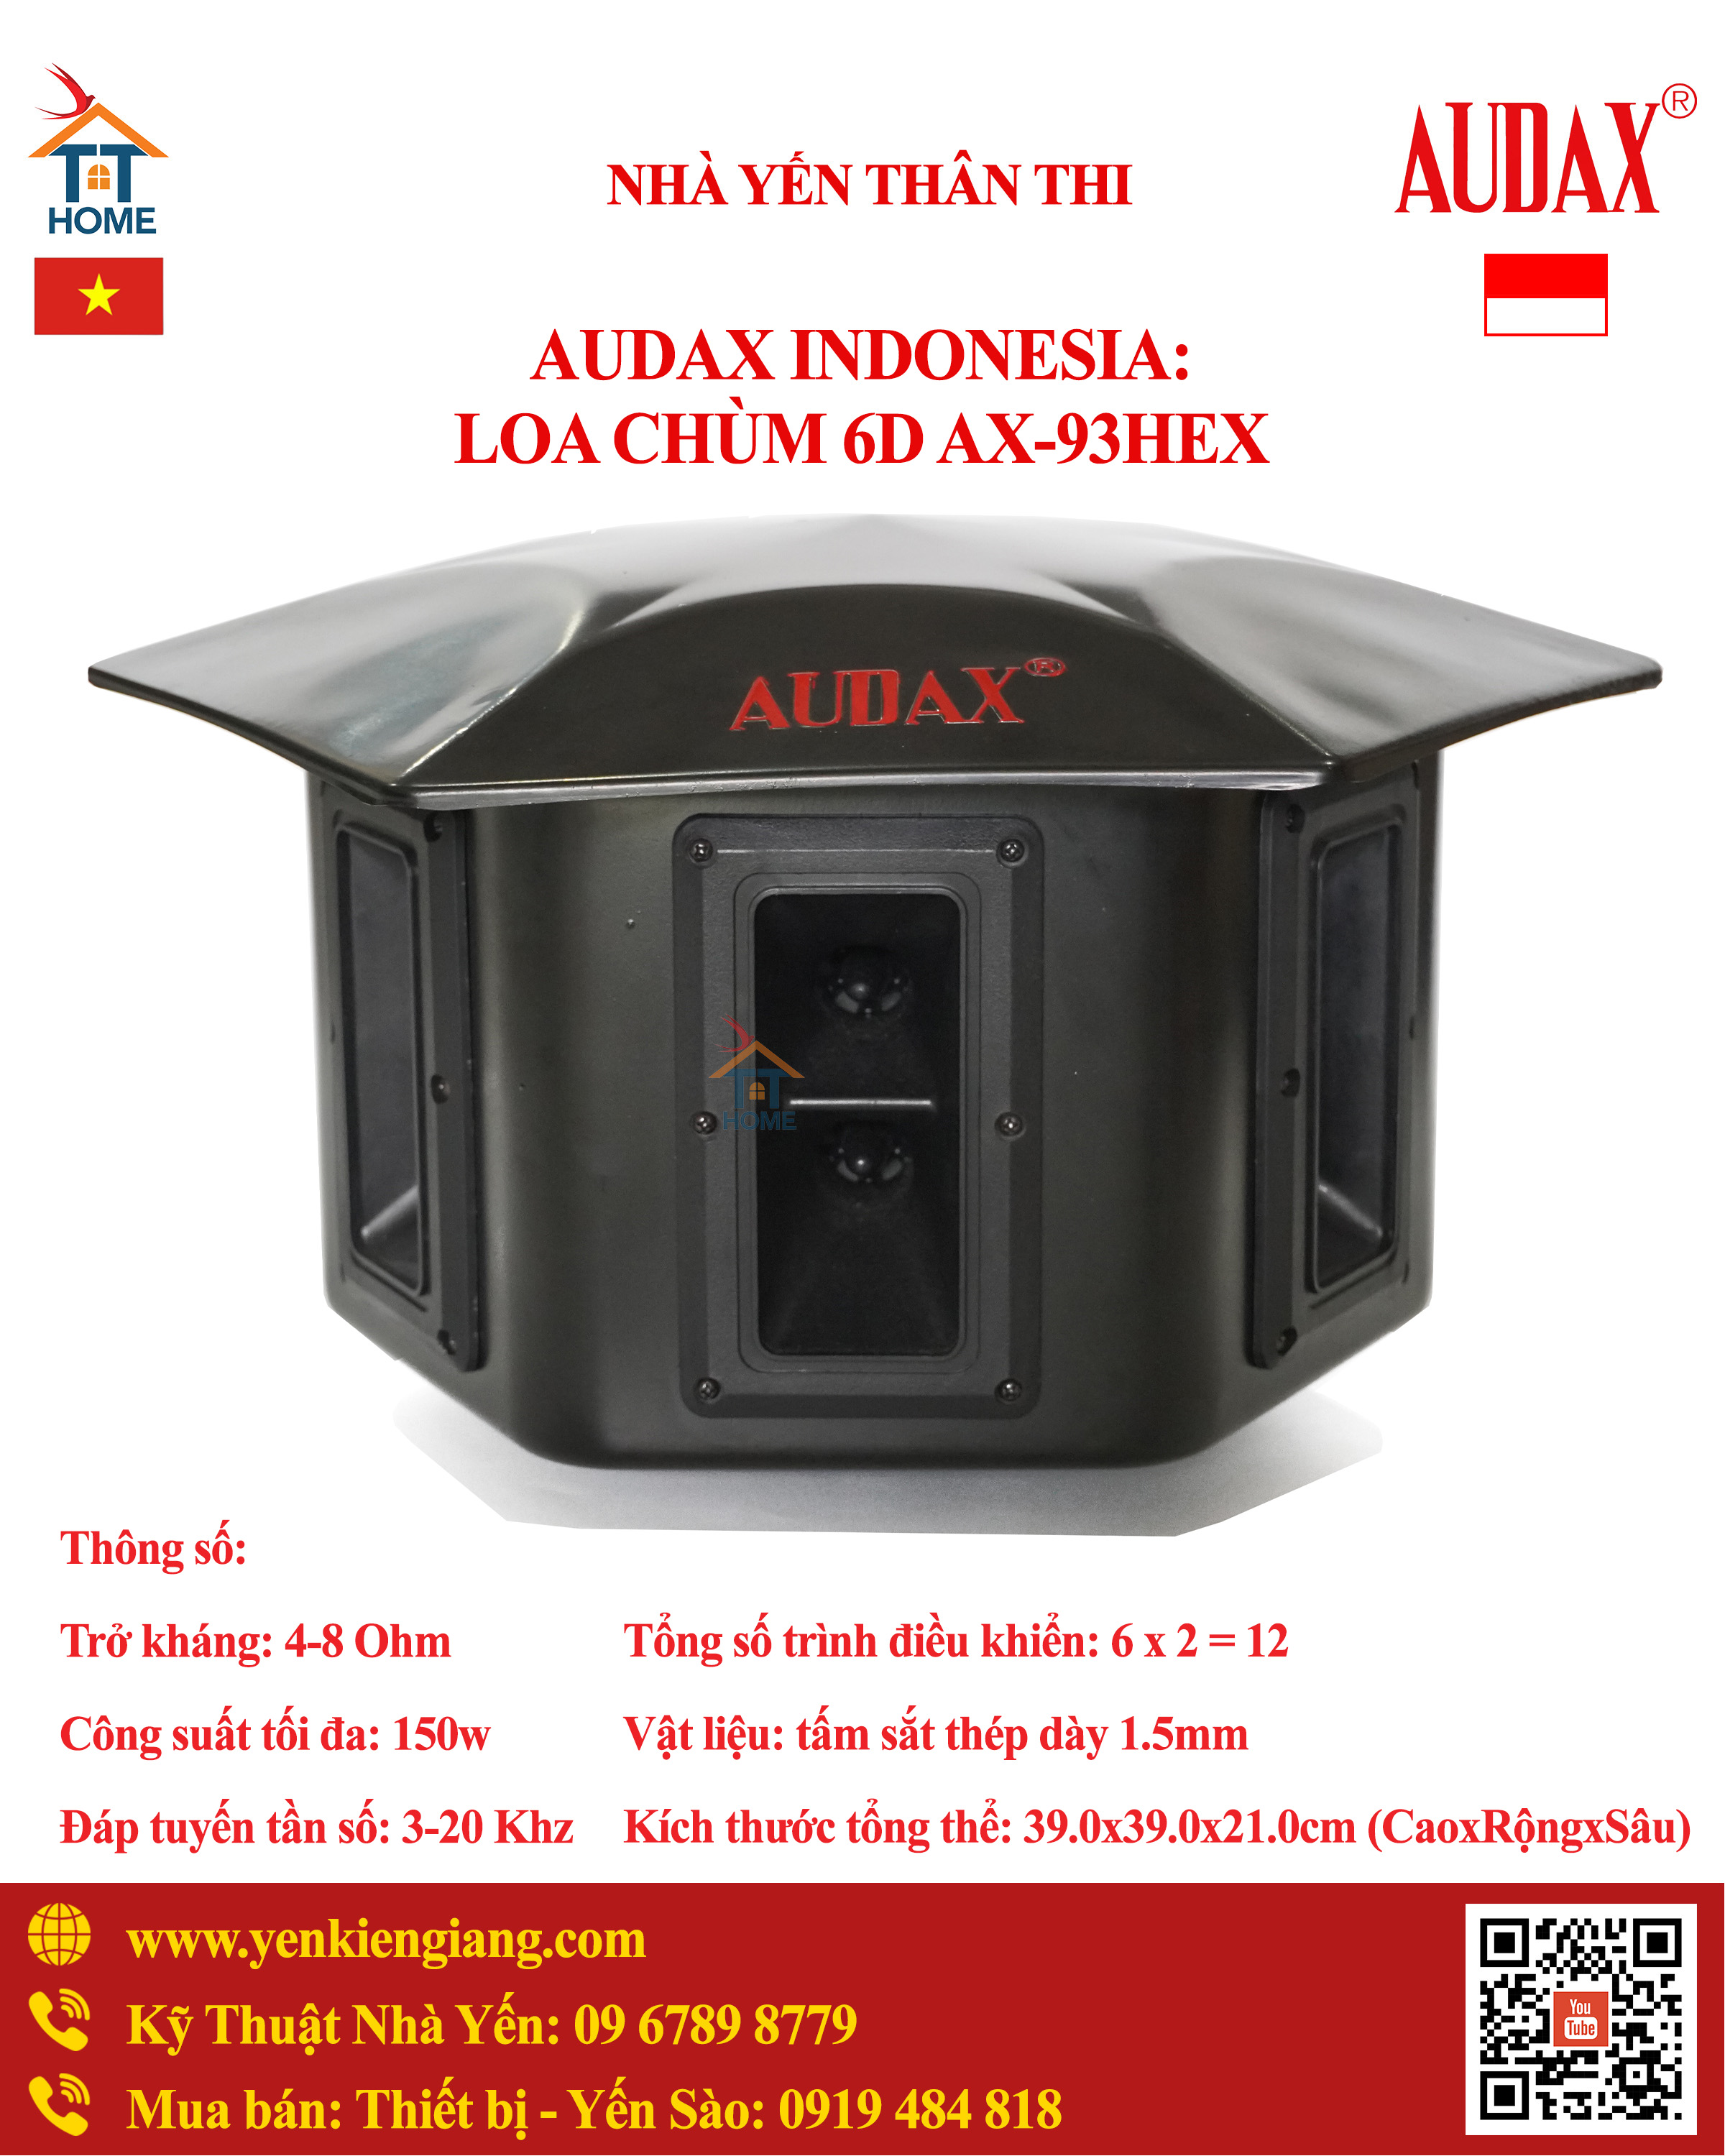 TT
HOME
NHÀ YẾN THÂN THI
AUDAX®
AUDAX INDONESIA:
LOA CHÙM 6D AX-93HEX
AUDAX®
TT
HOME
Thông số:
Trở kháng: 4-8 Ohm
Tổng số trình điều khiển: 6 x 2 = 12
Công suất tối đa: 150w
Vật liệu: tấm sắt thép dày 1.5mm
Đáp tuyến tần số: 3-20 Khz
Kích thước tổng thể: 39.0x39.0x21.0cm (CaoxRộngxSâu)
www.yenkiengiang.com
Kỹ Thuật Nhà Yến: 09 6789 8779
Mua bán: Thiết bị - Yến Sào: 0919 484 818
You
Tube